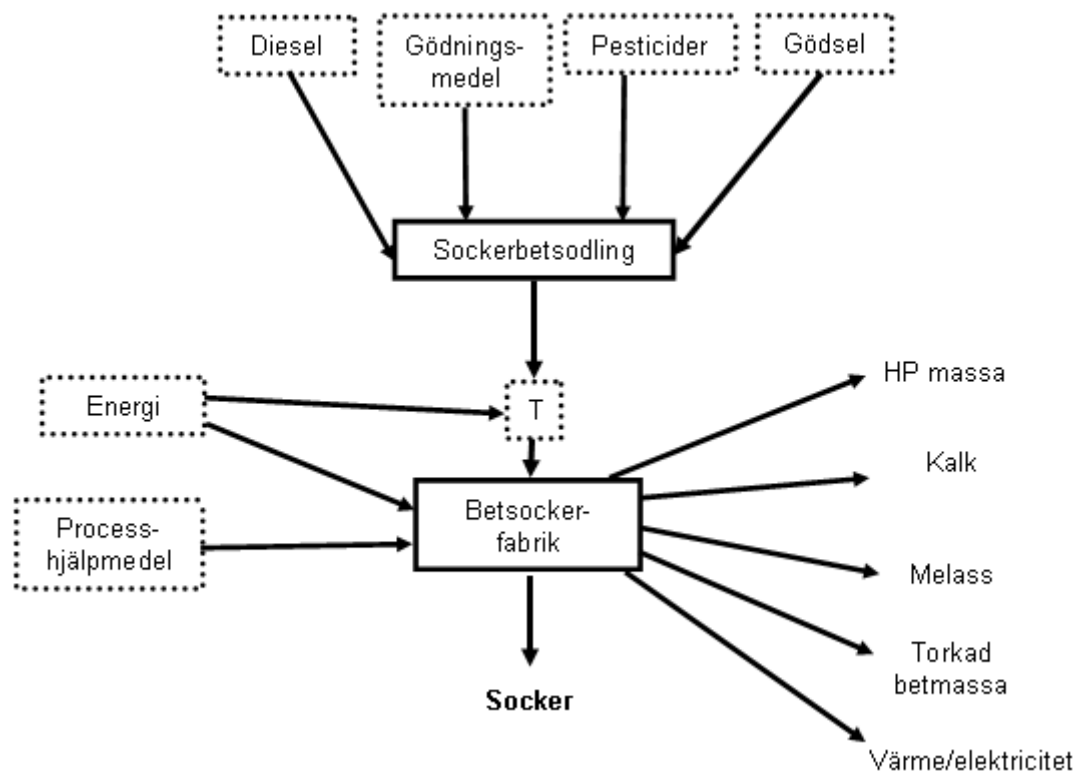 Diesel
Gödnings-
medel
Pesticider
Gödsel
Sockerbetsodling
Energi
T
HP massa
Kalk
Process-
hjälpmedel
Betsocker-
fabrik
Melass
Torkad
betmassa
Socker
Värme/elektricitet